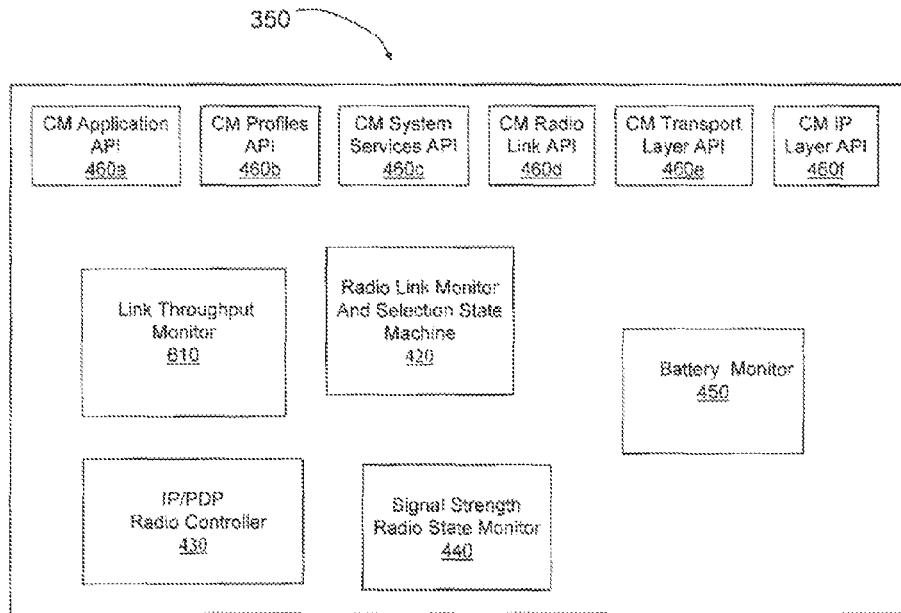 350
CM Application
API
460a
CM Profiles
API
460b
CM System
Services API
460c
CM Radio
Link API
460d
CM Transport
Layer API
460e
CM IP
Layer API
460f
Link Throughput
Monitor
610
Radio Link Monitor
And Selection State
Machine
420
Battery Monitor
450
IP/PDP
Radio Controller
430
Signal Strength
Radio State Monitor
440